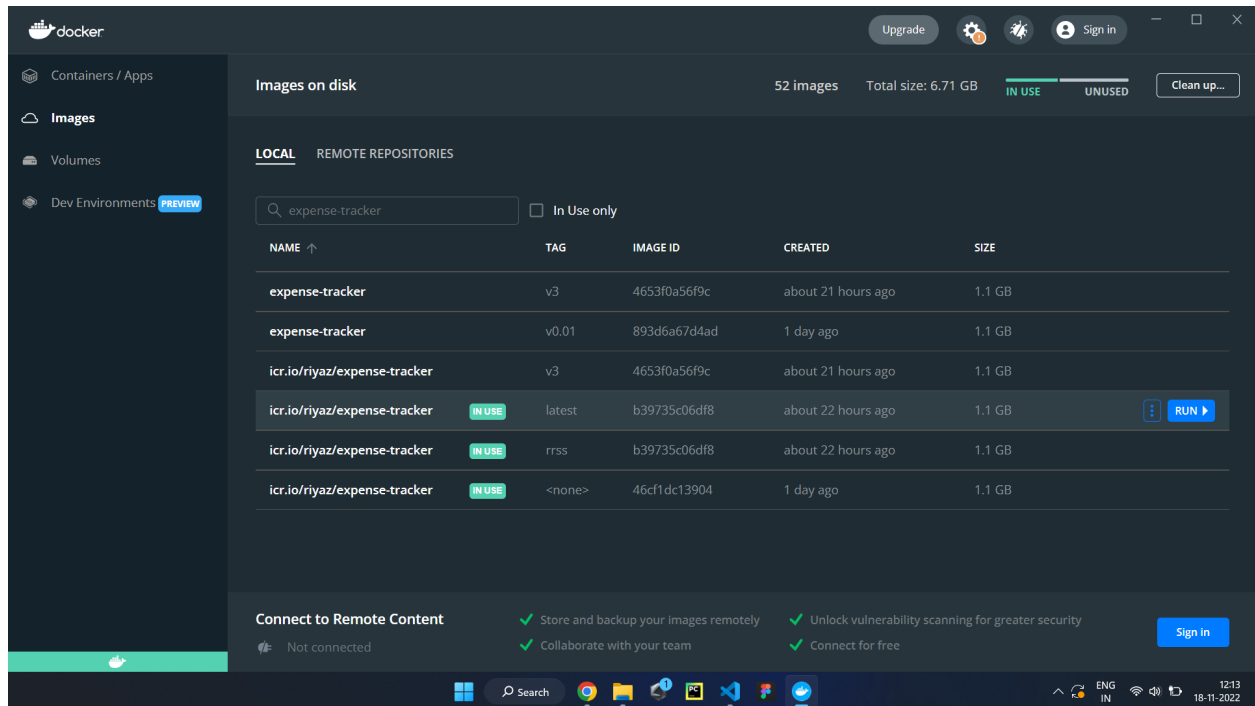 docker
Upgrade
Sign in
Containers / Apps
Images
Volumes
Dev Environments PREVIEW
Images on disk
52 images
Total size: 6.71 GB
IN USE
UNUSED
Clean up...
LOCAL REMOTE REPOSITORIES
expense-tracker
In Use only
NAME TAG IMAGE ID CREATED SIZE
expense-tracker v3 4653f0a56f9c about 21 hours ago 1.1 GB
expense-tracker v0.01 893d6a67d4ad 1 day ago 1.1 GB
icr.io/riyaz/expense-tracker v3 4653f0a56f9c about 21 hours ago 1.1 GB
icr.io/riyaz/expense-tracker IN USE latest b39735c06df8 about 22 hours ago 1.1 GB RUN
icr.io/riyaz/expense-tracker IN USE rrss b39735c06df8 about 22 hours ago 1.1 GB
icr.io/riyaz/expense-tracker IN USE <none> 46cf1dc13904 1 day ago 1.1 GB
Connect to Remote Content
Not connected
Store and backup your images remotely
Collaborate with your team
Unlock vulnerability scanning for greater security
Connect for free
Sign in
Search
1
PC
ENG
IN
12:13
18-11-2022